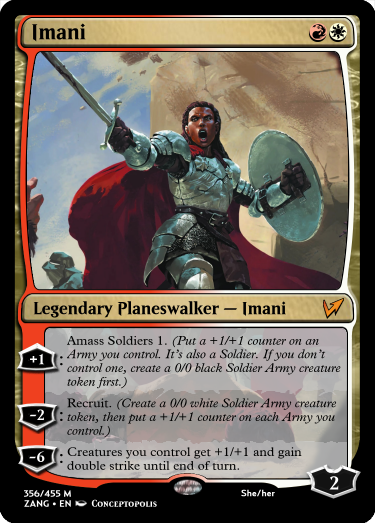 Imani
Legendary Planeswalker — Imani
+1: Amass Soldiers 1. (Put a +1/+1 counter on an
Army you control. It's also a Soldier. If you don't
control one, create a 0/0 black Soldier Army creature
token first.)
-2: Recruit. (Create a 0/0 white Soldier Army creature
token, then put a +1/+1 counter on each Army you
control.)
-6: Creatures you control get +1/+1 and gain
double strike until end of turn.
2
356/455 M
She/her
ZANG • EN Conceptopolis